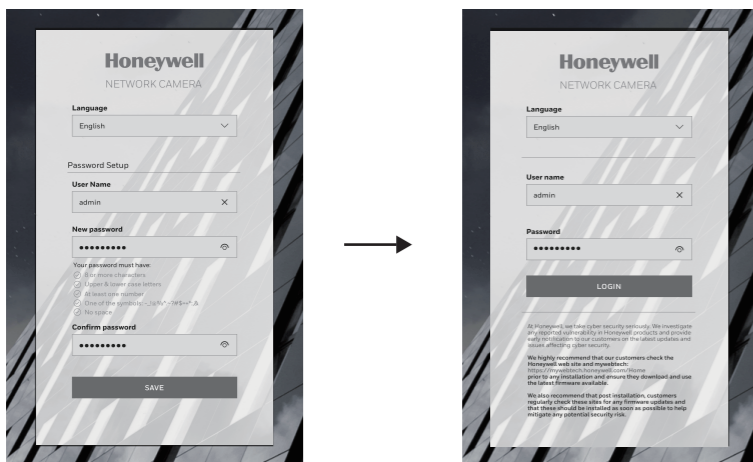 Honeywell
NETWORK CAMERA
Language
English
Password Setup
User Name
admin
New password
Your password must have:
8 or more characters
Upper & lower case letters
At least one number
No space
Confirm password
SAVE
Honeywell
NETWORK CAMERA
Language
English
User name
admin
Password
LOGIN
At Honeywell, we take cyber security seriously. We investigate
any reported vulnerability in Honeywell products and provide
early notification to our customers on the latest updates and
issues affecting cyber security.
We highly recommend that our customers check the
Honeywell web site and mywebtech:
https://mywebtech.honeywell.com/Home
prior to any installation and ensure they download and use
the latest firmware available.
We also recommend that post installation, customers
regularly check these sites for any firmware updates and
that these should be installed as soon as possible to help
mitigate any potential security risk.